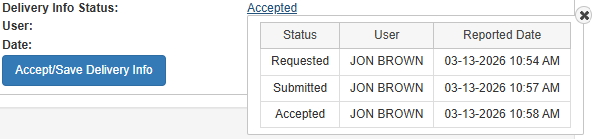 Delivery Info Status: Accepted
User:
Date:
Accept/Save Delivery Info
Status User Reported Date
Requested JON BROWN 03-13-2026 10:54 AM
Submitted JON BROWN 03-13-2026 10:57 AM
Accepted JON BROWN 03-13-2026 10:58 AM